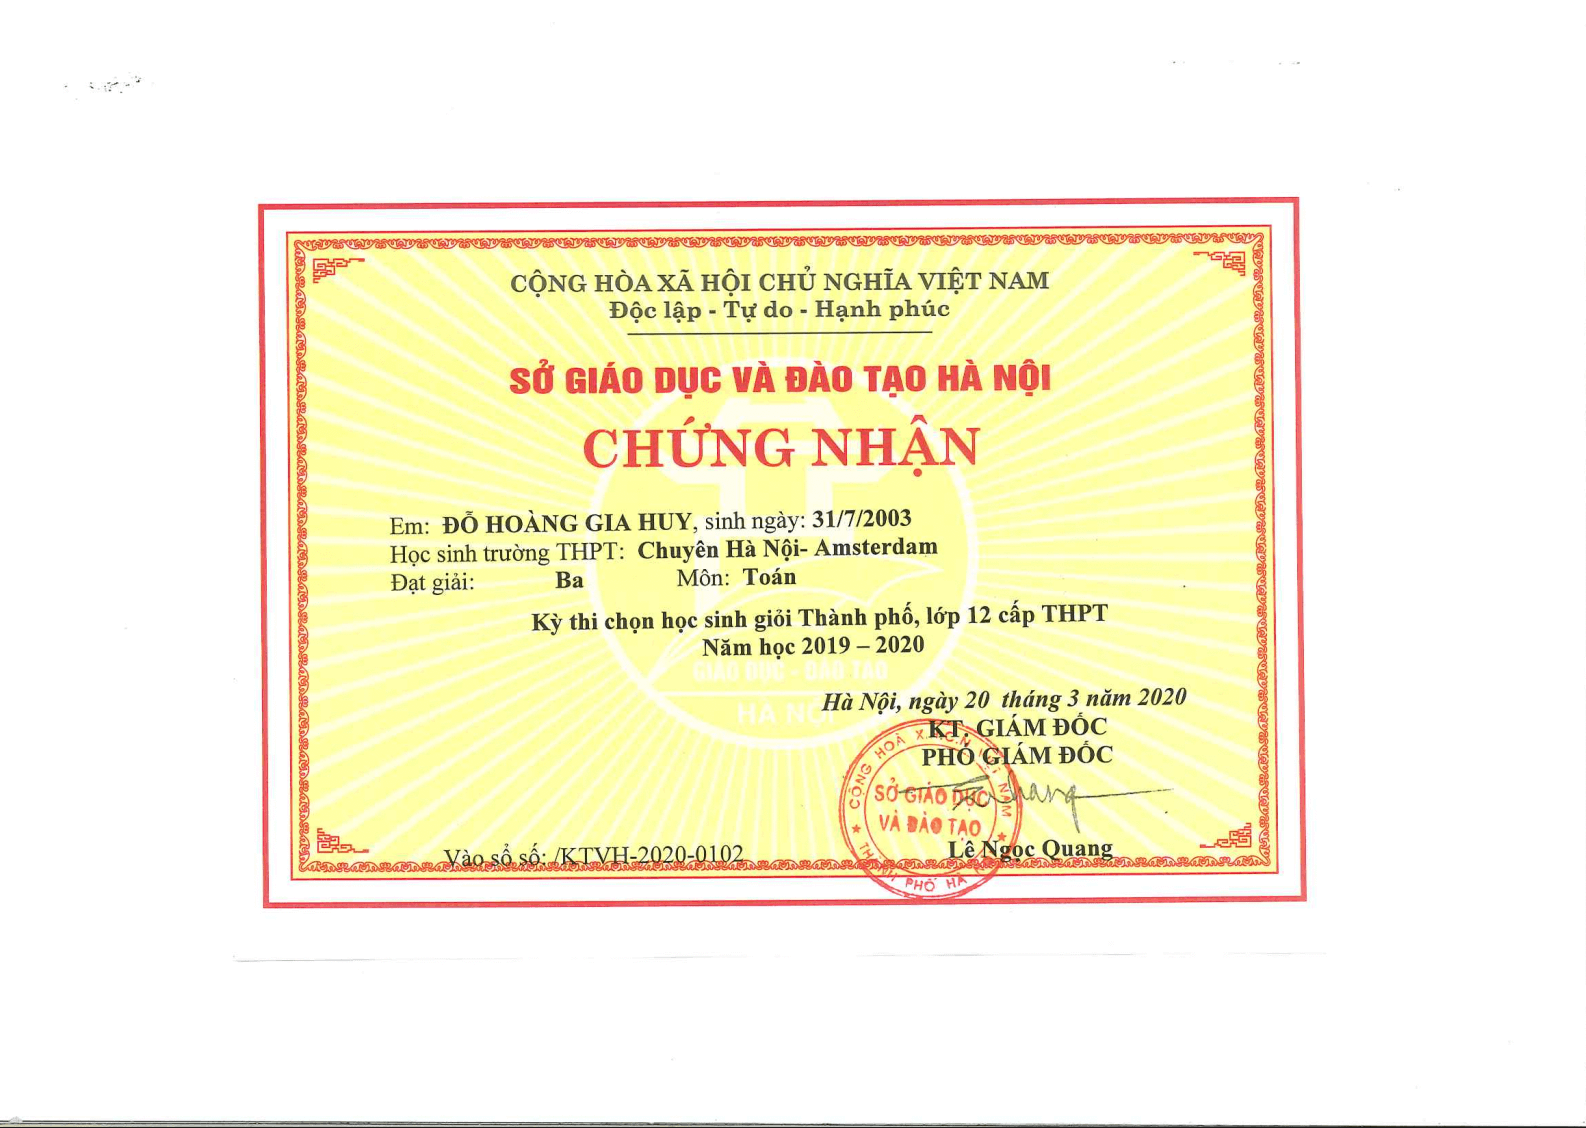 CỘNG HÒA XÃ HỘI CHỦ NGHĨA VIỆT NAM
Độc lập - Tự do - Hạnh phúc
SỞ GIÁO DỤC VÀ ĐÀO TẠO HÀ NỘI
CHỨNG NHẬN
Em: ĐỖ HOÀNG GIA HUY, sinh ngày: 31/7/2003
Học sinh trường THPT: Chuyên Hà Nội- Amsterdam
Đạt giải: Ba Môn: Toán
Kỳ thi chọn học sinh giỏi Thành phố, lớp 12 cấp THPT
Năm học 2019 – 2020
GIÁO DỤC - ĐÀO TẠO
HÀ NỘI
Hà Nội, ngày 20 tháng 3 năm 2020
KT. GIÁM ĐỐC
PHÓ GIÁM ĐỐC
CỘNG HOÀ X.H.C.N VIỆT NAM
SỞ GIÁO DỤC
VÀ ĐÀO TẠO
THÀNH PHỐ HÀ NỘI
Lê Ngọc Quang
Vào sổ số: /KTVH-2020-0102